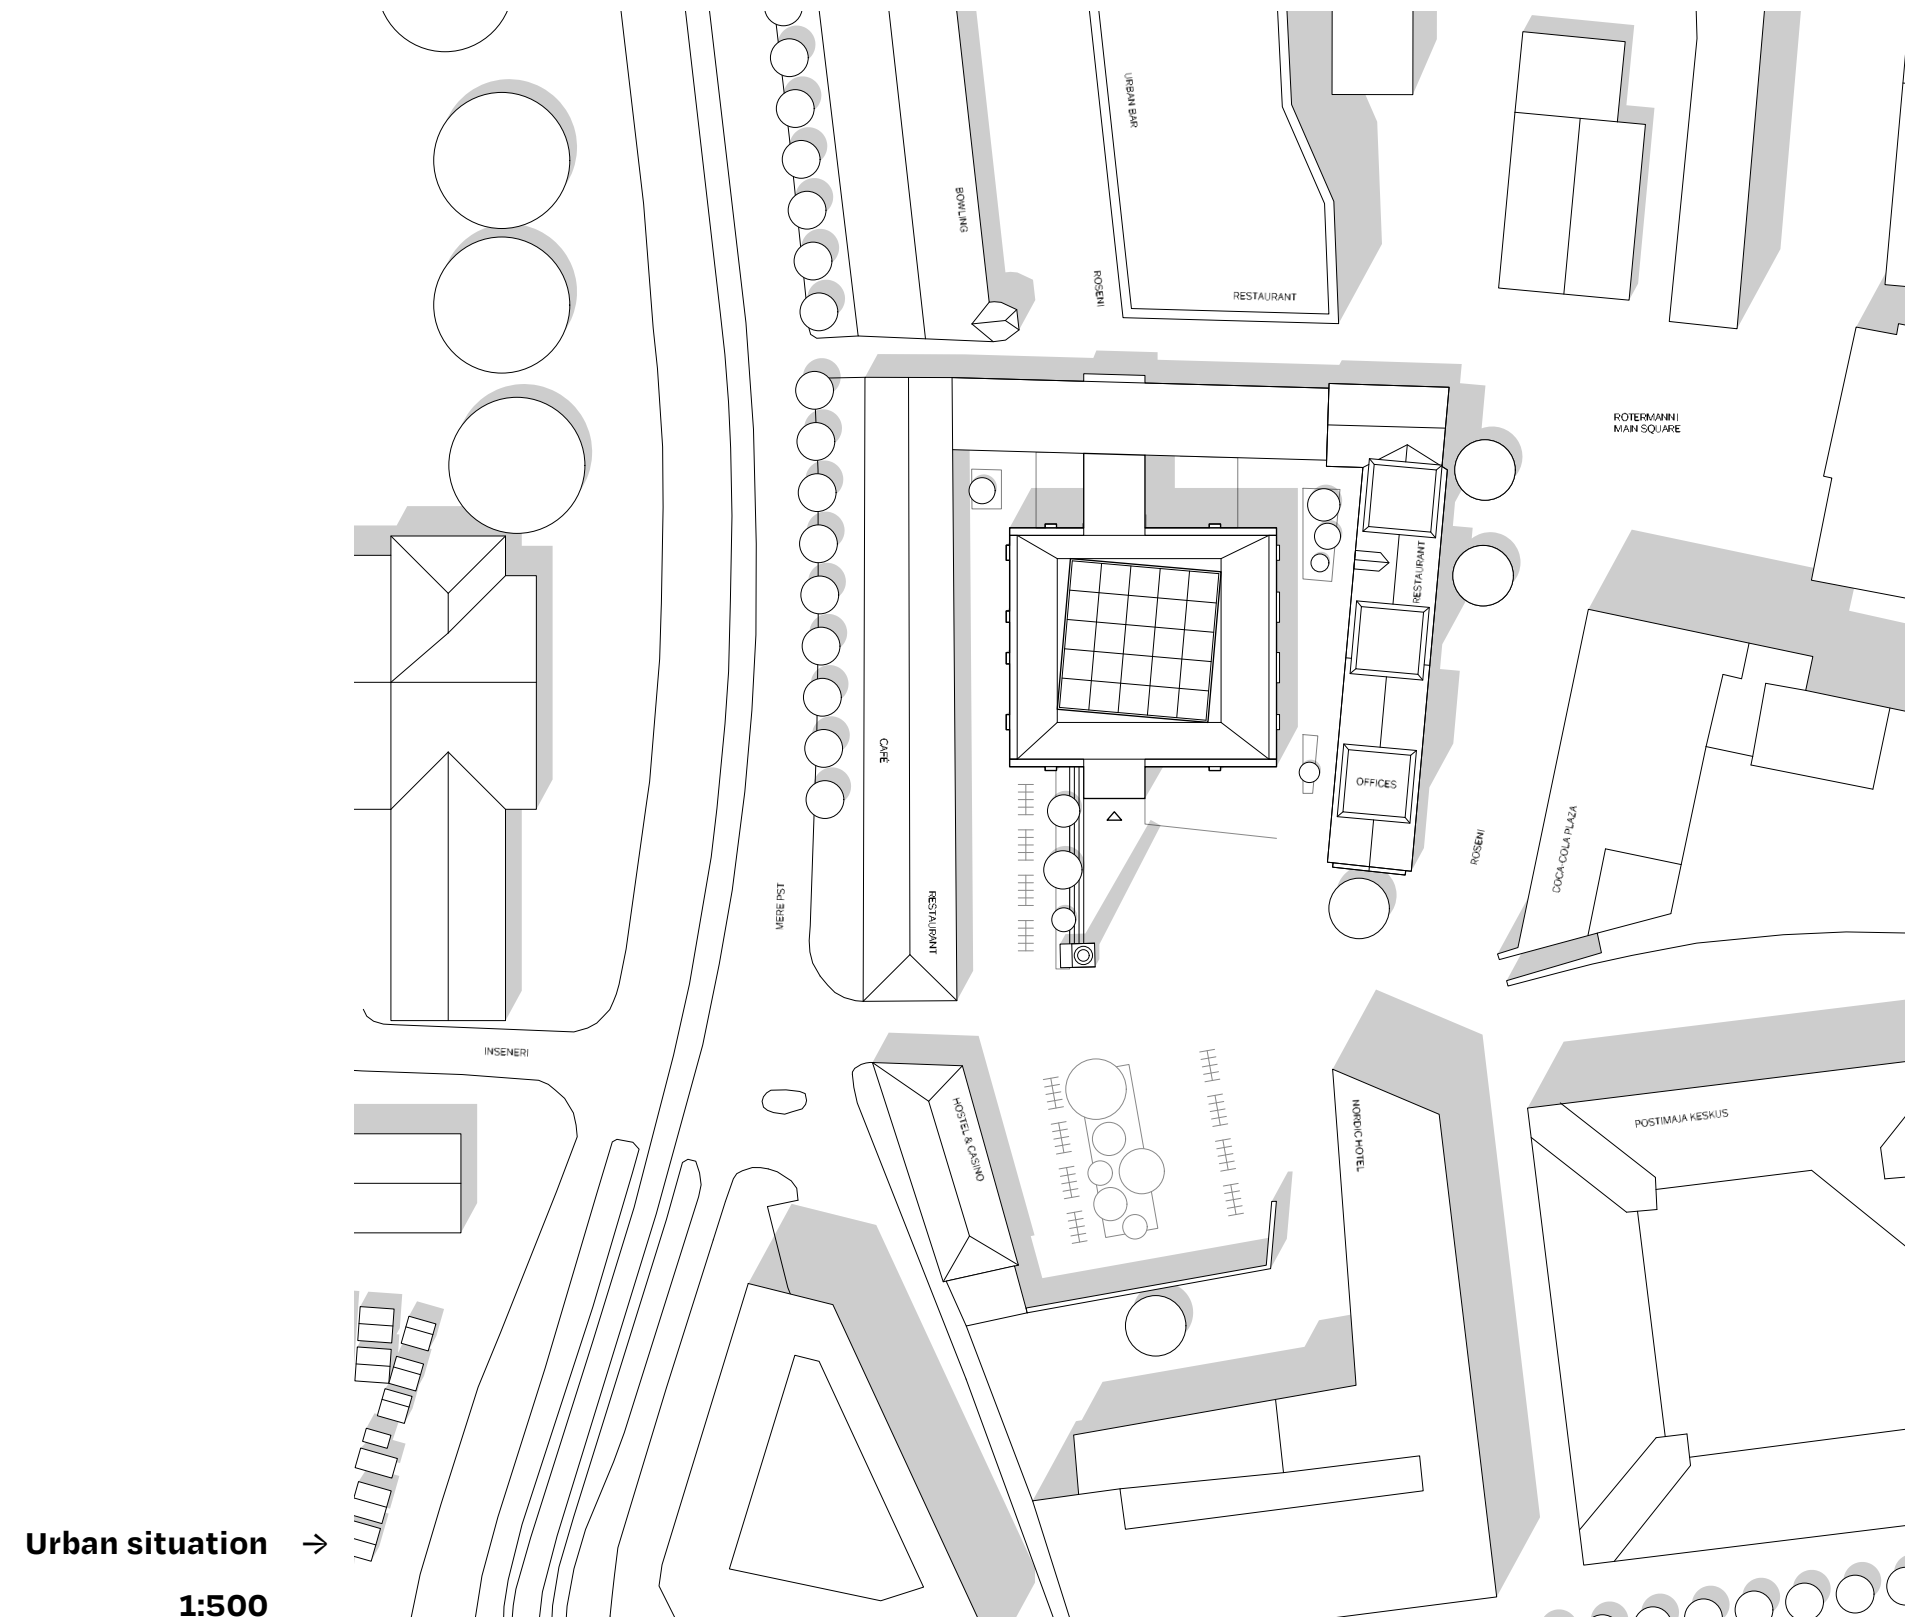 URBAN BAR
BOWLING
ROSENI
RESTAURANT
ROTERMANNI
MAIN SQUARE
RESTAURANT
CAFÉ
OFFICES
MERE PST
RESTAURANT
ROSENI
COCA-COLA PLAZA
INSENERI
HOSTEL & CASINO
NORDIC HOTEL
POSTIMAJA KESKUS
Urban situation →
1:500